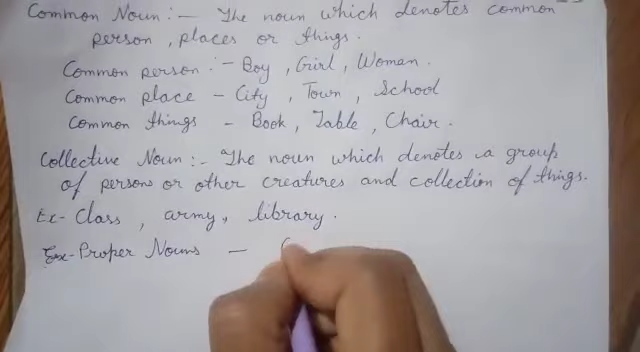 Common Noun :- The noun which denotes common
person, places or things.
Common person :- Boy, Girl, Woman.
Common place - City, Town, School
Common things - Book, Table, Chair.
Collective Noun :- The noun which denotes a group
of persons or other creatures and collection of things.
Ex- Class, army, library.
Ex- Proper Nouns -